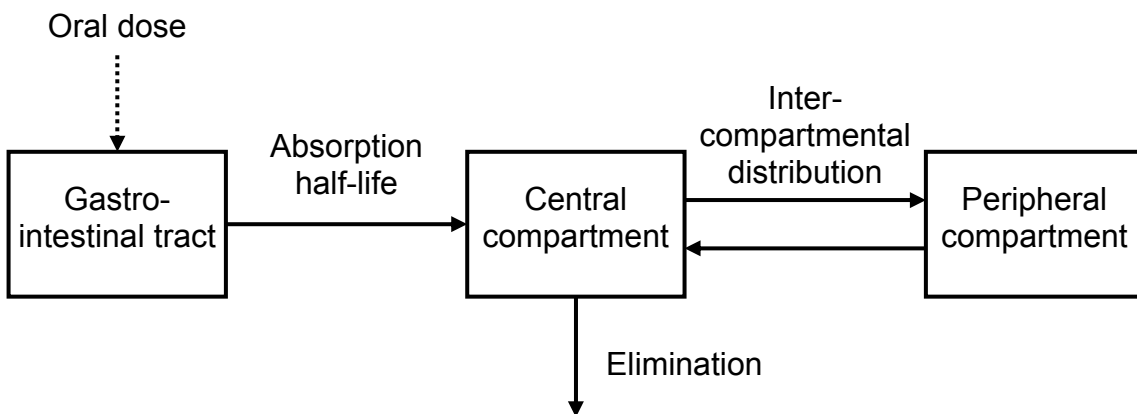 Oral dose
Gastro-
intestinal tract
Absorption
half-life
Central
compartment
Inter-
compartmental
distribution
Peripheral
compartment
Elimination